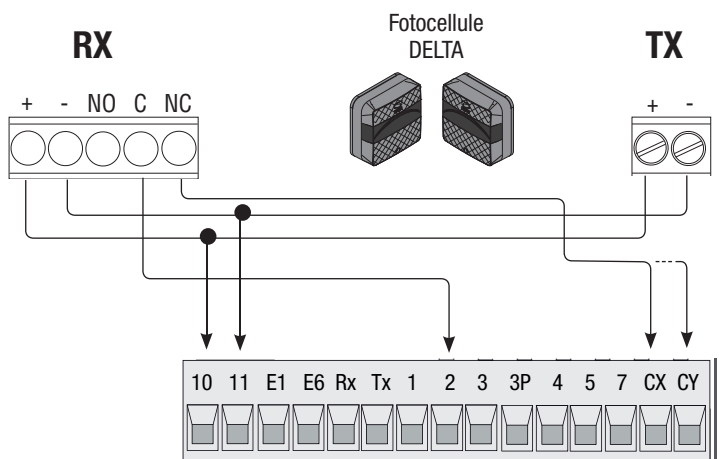 Fotocellule
DELTA
RX
TX
+ - NO C NC
+ -
10 11 E1 E6 Rx Tx 1 2 3 3P 4 5 7 CX CY